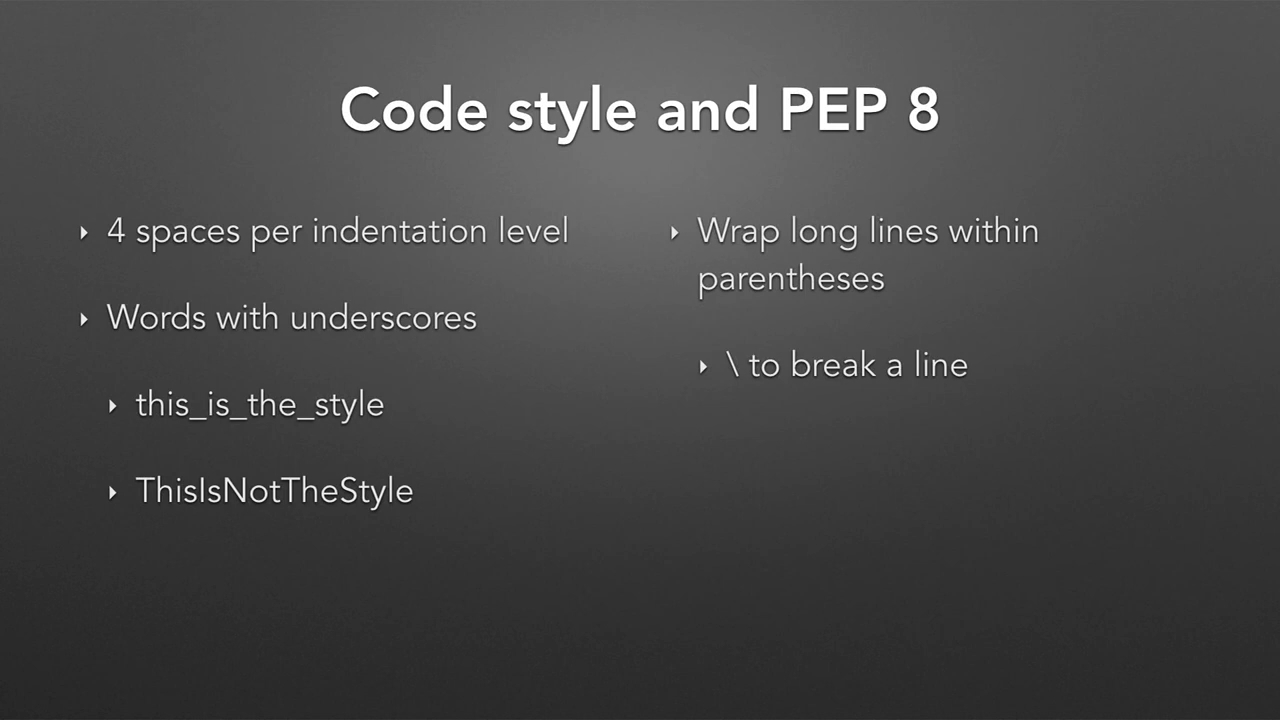 Code style and PEP 8
4 spaces per indentation level
Words with underscores
this_is_the_style
ThisIsNotTheStyle
Wrap long lines within
parentheses
\ to break a line